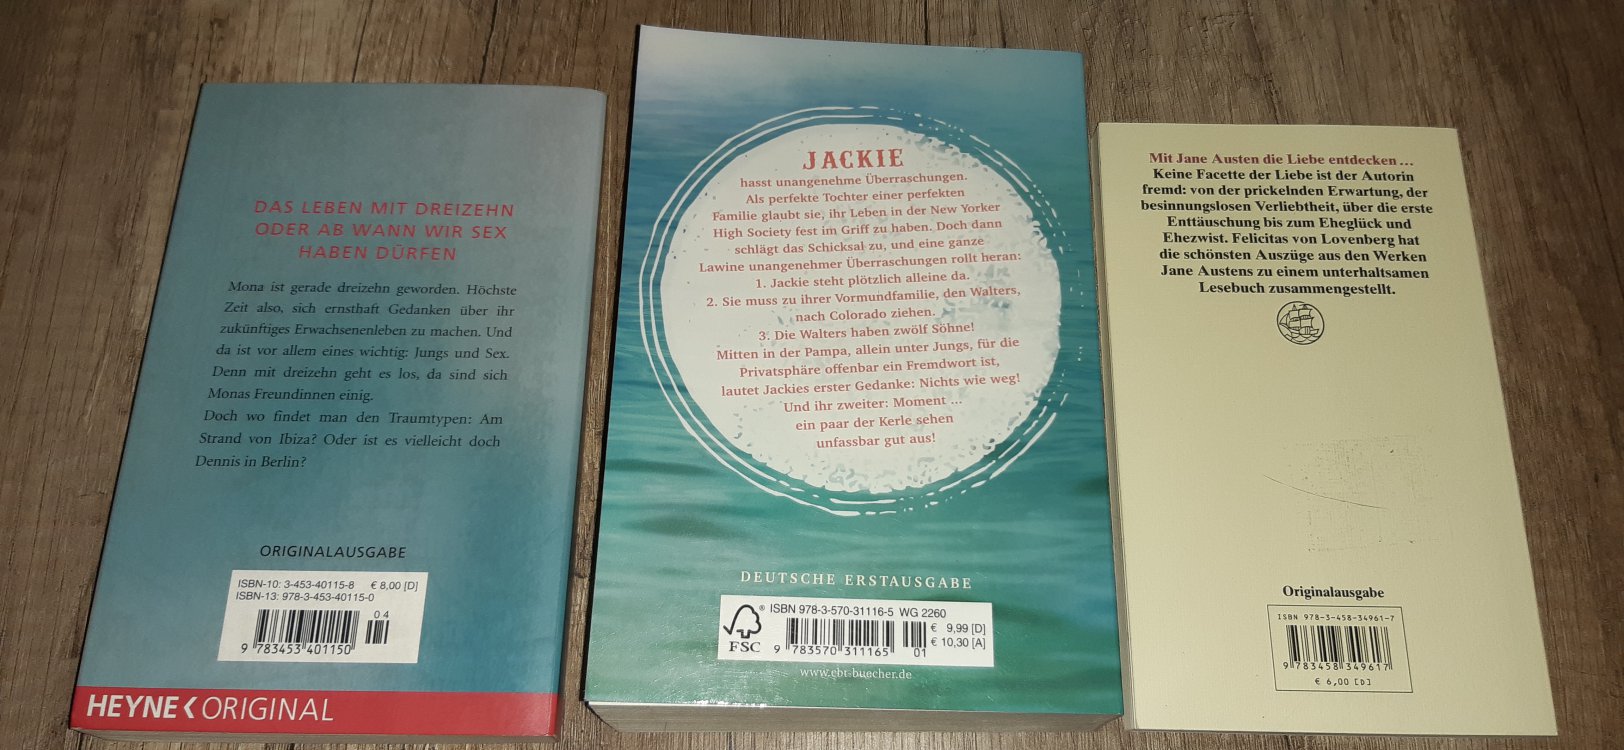 DAS LEBEN MIT DREIZEHN
ODER AB WANN WIR SEX
HABEN DÜRFEN
Mona ist gerade dreizehn geworden. Höchste
Zeit also, sich ernsthaft Gedanken über ihr
zukünftiges Erwachsenenleben zu machen. Und
da ist vor allem eines wichtig: Jungs und Sex.
Denn mit dreizehn geht es los, da sind sich
Monas Freundinnen einig.
Doch wo findet man den Traumtypen: Am
Strand von Ibiza? Oder ist es vielleicht doch
Dennis in Berlin?
ORIGINALAUSGABE
ISBN-10: 3-453-40115-8 € 8,00 [D]
ISBN-13: 978-3-453-40115-0
04
9 783453 401150
HEYNE < ORIGINAL
JACKIE
hasst unangenehme Überraschungen.
Als perfekte Tochter einer perfekten
Familie glaubt sie, ihr Leben in der New Yorker
High Society fest im Griff zu haben. Doch dann
schlägt das Schicksal zu, und eine ganze
Lawine unangenehmer Überraschungen rollt heran:
1. Jackie steht plötzlich alleine da.
2. Sie muss zu ihrer Vormundfamilie, den Walters,
nach Colorado ziehen.
3. Die Walters haben zwölf Söhne!
Mitten in der Pampa, allein unter Jungs, für die
Privatsphäre offenbar ein Fremdwort ist,
lautet Jackies erster Gedanke: Nichts wie weg!
Und ihr zweiter: Moment ...
ein paar der Kerle sehen
unfassbar gut aus!
DEUTSCHE ERSTAUSGABE
® ISBN 978-3-570-31116-5 WG 2260
€ 9,99 [D]
€ 10,30 [A]
FSC
9 783570 311165 01
www.cbt-buecher.de
Mit Jane Austen die Liebe entdecken ...
Keine Facette der Liebe ist der Autorin
fremd: von der prickelnden Erwartung, der
besinnungslosen Verliebtheit, über die erste
Enttäuschung bis zum Eheglück und
Ehezwist. Felicitas von Lovenberg hat
die schönsten Auszüge aus den Werken
Jane Austens zu einem unterhaltsamen
Lesebuch zusammengestellt.
Originalausgabe
ISBN 978-3-458-34961-7
9 783458 349617
€ 6,00 [D]